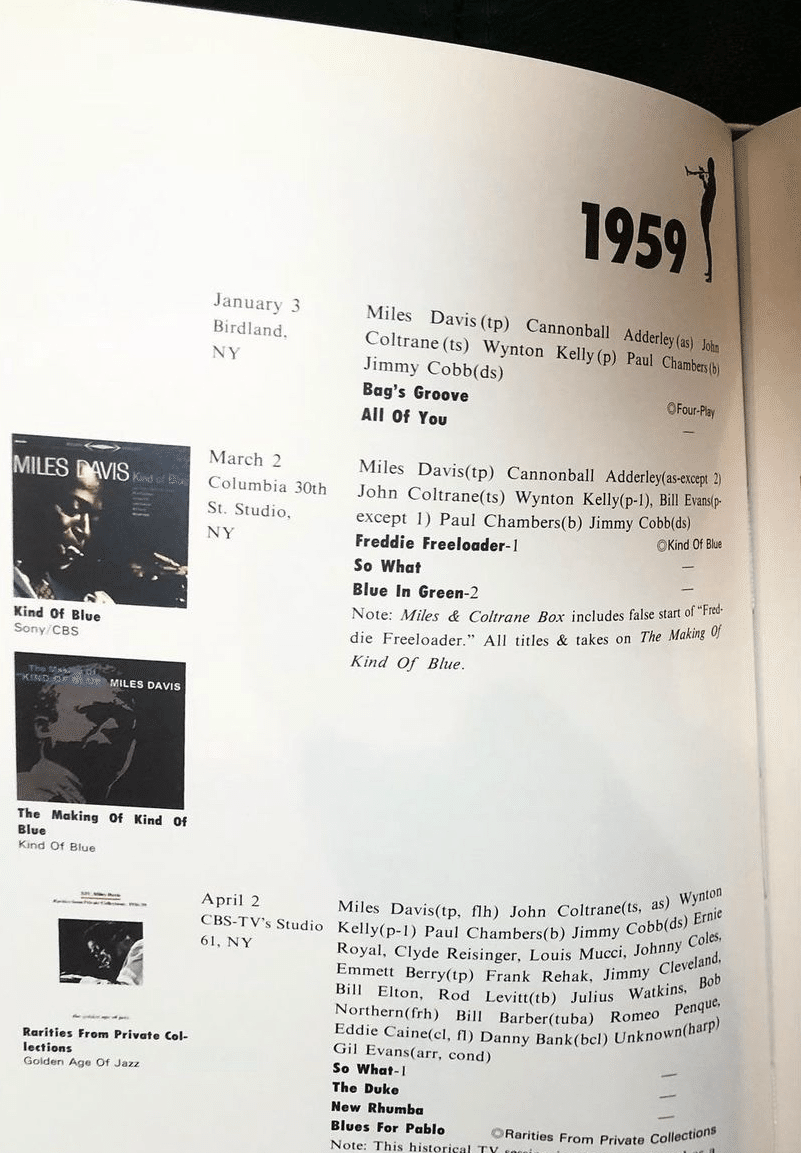 1959
January 3
Birdland,
NY
Miles Davis(tp) Cannonball Adderley(as) John
Coltrane(ts) Wynton Kelly(p) Paul Chambers(b)
Jimmy Cobb(ds)
Bag's Groove
◎Four-Play
All Of You —
MILES DAVIS Kind of Blue
Kind Of Blue
Sony/CBS
March 2
Columbia 30th
St. Studio,
NY
Miles Davis(tp) Cannonball Adderley(as-except 2)
John Coltrane(ts) Wynton Kelly(p-1), Bill Evans(p-
except 1) Paul Chambers(b) Jimmy Cobb(ds)
Freddie Freeloader-1 ◎Kind Of Blue
So What —
Blue In Green-2 —
Note: Miles & Coltrane Box includes false start of "Fred-
die Freeloader." All titles & takes on The Making Of
Kind Of Blue.
The Making Of
"KIND OF BLUE" MILES DAVIS
The Making Of Kind Of
Blue
Kind Of Blue
Rarities From Private Col-
lections
Golden Age Of Jazz
April 2
CBS-TV's Studio
61, NY
Miles Davis(tp, flh) John Coltrane(ts, as) Wynton
Kelly(p-1) Paul Chambers(b) Jimmy Cobb(ds) Ernie
Royal, Clyde Reisinger, Louis Mucci, Johnny Coles,
Emmett Berry(tp) Frank Rehak, Jimmy Cleveland,
Bill Elton, Rod Levitt(tb) Julius Watkins, Bob
Northern(frh) Bill Barber(tuba) Romeo Penque,
Eddie Caine(cl, fl) Danny Bank(bcl) Unknown(harp)
Gil Evans(arr, cond)
So What-1 —
The Duke —
New Rhumba —
Blues For Pablo ◎Rarities From Private Collections
Note: This historical TV